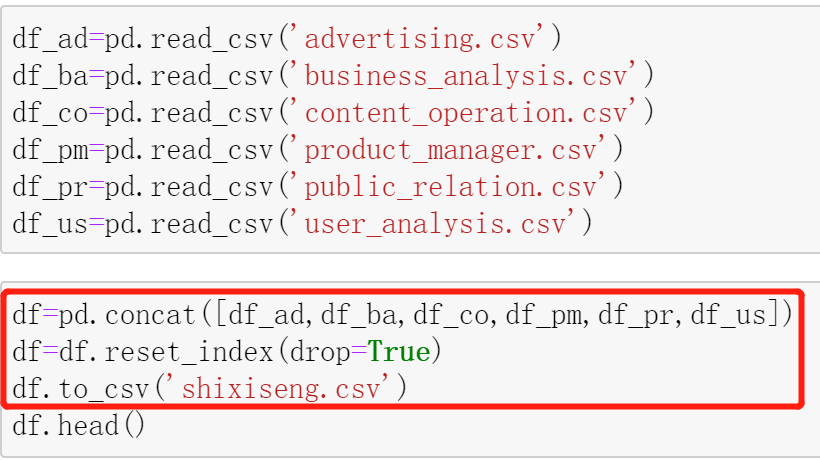 df_ad=pd.read_csv('advertising.csv')
df_ba=pd.read_csv('business_analysis.csv')
df_co=pd.read_csv('content_operation.csv')
df_pm=pd.read_csv('product_manager.csv')
df_pr=pd.read_csv('public_relation.csv')
df_us=pd.read_csv('user_analysis.csv')
df=pd.concat([df_ad,df_ba,df_co,df_pm,df_pr,df_us])
df=df.reset_index(drop=True)
df.to_csv('shixiseng.csv')
df.head()